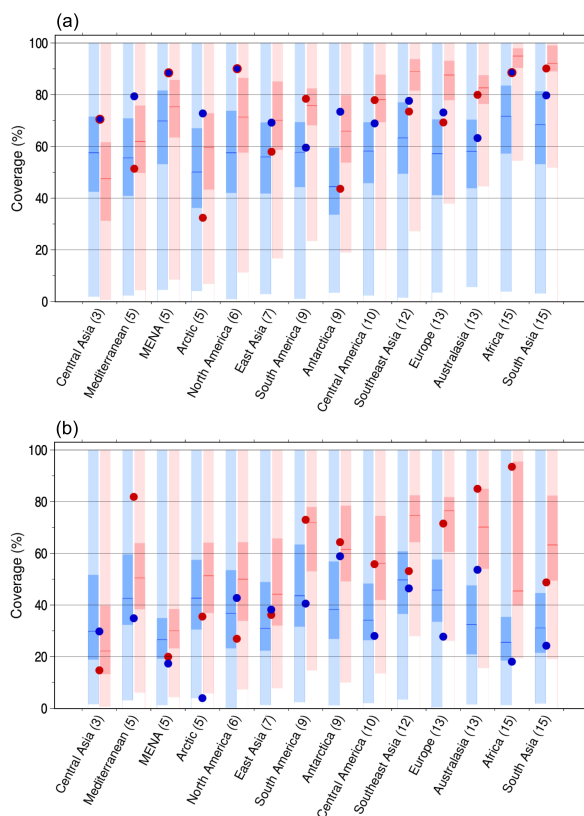 (a)
100
80
60
40
20
0
Coverage (%)
Central Asia (3)
Mediterranean (5)
MENA (5)
Arctic (5)
North America (6)
East Asia (7)
South America (9)
Antarctica (9)
Central America (10)
Southeast Asia (12)
Europe (13)
Australasia (13)
Africa (15)
South Asia (15)
(b)
100
80
60
40
20
0
Coverage (%)
Central Asia (3)
Mediterranean (5)
MENA (5)
Arctic (5)
North America (6)
East Asia (7)
South America (9)
Antarctica (9)
Central America (10)
Southeast Asia (12)
Europe (13)
Australasia (13)
Africa (15)
South Asia (15)